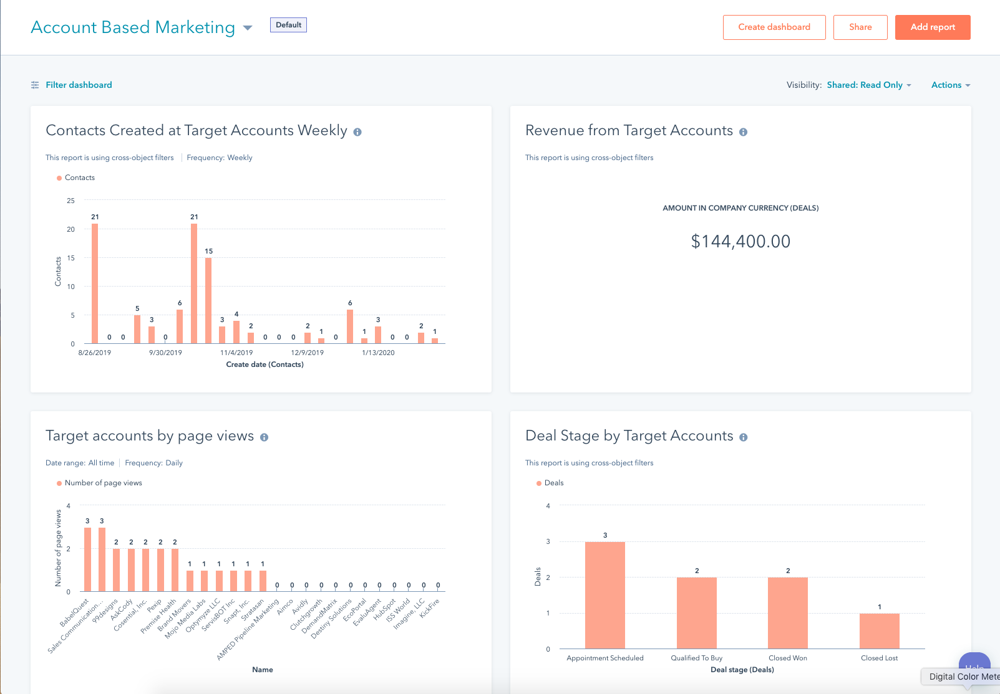 Account Based Marketing
Default
Create dashboard
Share
Add report
Filter dashboard
Visibility: Shared: Read Only
Actions
Contacts Created at Target Accounts Weekly
This report is using cross-object filters
Frequency: Weekly
Contacts
25
20
15
10
5
0
Contacts
21
0
0
5
3
0
6
21
15
3
4
2
0
0
0
2
1
0
6
1
3
0
0
2
1
8/26/2019
9/30/2019
11/4/2019
12/9/2019
1/13/2020
Create date (Contacts)
Revenue from Target Accounts
This report is using cross-object filters
AMOUNT IN COMPANY CURRENCY (DEALS)
$144,400.00
Target accounts by page views
Date range: All time
Frequency: Daily
Number of page views
4
2
0
Number of page views
3
3
2
2
2
2
2
1
1
1
1
1
1
0
0
0
0
0
0
0
0
0
0
0
0
BabelQuest
Sales Communication...
99designs
AskCody
Cosential, Inc.
Pexip
Premise Health
Brand Movers
Mojo Media Labs
Optymyze LLC
ServisBOT Inc
Snapt, Inc.
Stratasan
AMPED Pipeline Marketing
Aimco
Avidly
Clutchgrowth
DemandMatrix
Destiny Solutions
EcoPortal
EvaluAgent
HubSpot
ISS World
Imagine, LLC
KickFire
Name
Deal Stage by Target Accounts
This report is using cross-object filters
Deals
4
3
2
1
0
Deals
3
2
2
1
Appointment Scheduled
Qualified To Buy
Closed Won
Closed Lost
Deal stage (Deals)
Help
Digital Color Mete